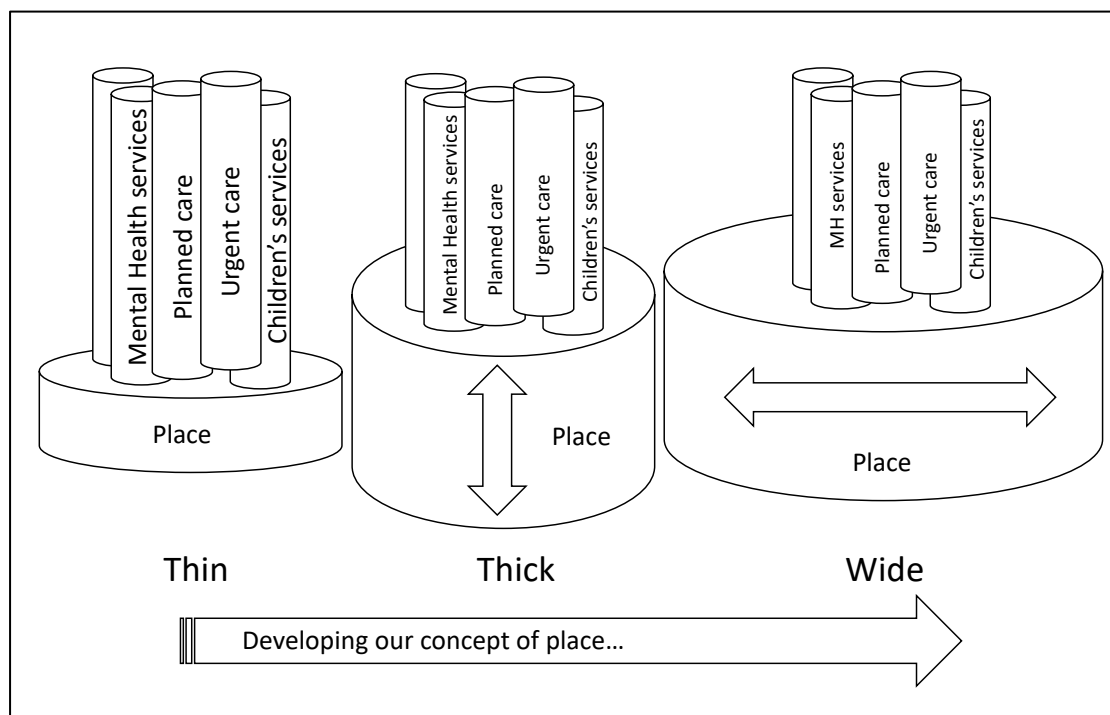 Mental Health services
Planned care
Urgent care
Children's services
Place
Mental Health services
Planned care
Urgent care
Children's services
Place
MH services
Planned care
Urgent care
Children's services
Place
Thin
Thick
Wide
Developing our concept of place…